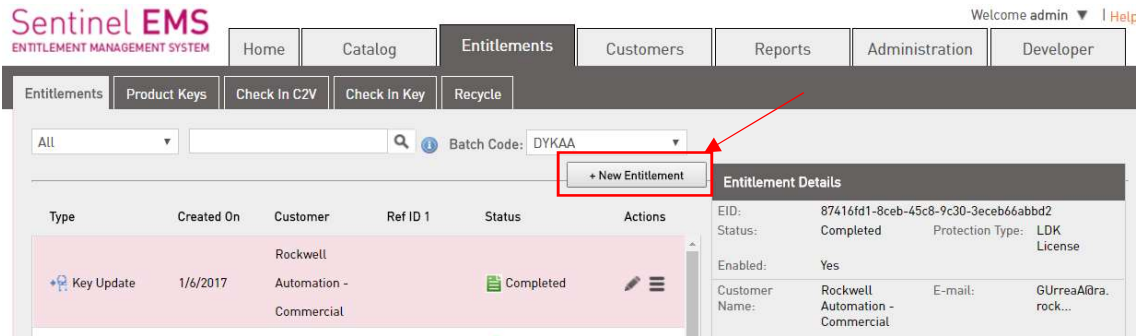 Welcome admin ▼ | Help
Sentinel EMS
ENTITLEMENT MANAGEMENT SYSTEM
Home Catalog Entitlements Customers Reports Administration Developer
Entitlements Product Keys Check In C2V Check In Key Recycle
All Batch Code: DYKAA
+ New Entitlement
Entitlement Details
Type Created On Customer Ref ID 1 Status Actions
EID: 87416fd1-8ceb-45c8-9c30-3eceb66abbd2
Status: Completed Protection Type: LDK
License
Enabled: Yes
Key Update 1/6/2017 Rockwell
Automation -
Commercial Completed
Customer
Name: Rockwell
Automation -
Commercial E-mail: GUrreaA@ra.
rock...